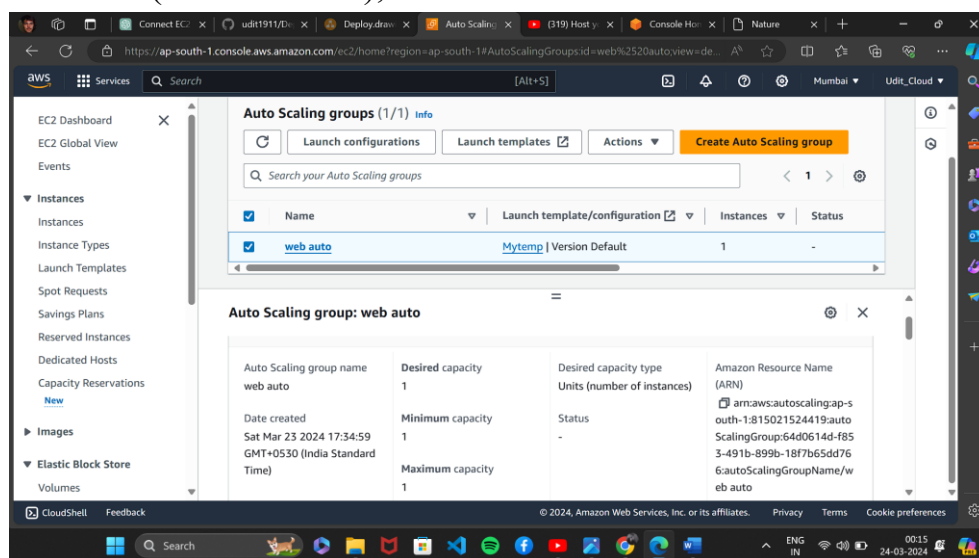 Connect EC2
udit1911/De
Deploy.draw
Auto Scaling
(319) Host y
Console Hom
Nature
https://ap-south-1.console.aws.amazon.com/ec2/home?region=ap-south-1#AutoScalingGroups:id=web%2520auto;view=de...
aws
Services
Search
[Alt+S]
Mumbai ▼
Udit_Cloud ▼
EC2 Dashboard
EC2 Global View
Events
▼ Instances
Instances
Instance Types
Launch Templates
Spot Requests
Savings Plans
Reserved Instances
Dedicated Hosts
Capacity Reservations
New
▶ Images
▼ Elastic Block Store
Volumes
Auto Scaling groups (1/1) Info
Launch configurations
Launch templates
Actions ▼
Create Auto Scaling group
Search your Auto Scaling groups
1
Name
Launch template/configuration
Instances
Status
web auto
Mytemp | Version Default
1
-
Auto Scaling group: web auto
Auto Scaling group name
web auto
Date created
Sat Mar 23 2024 17:34:59
GMT+0530 (India Standard
Time)
Desired capacity
1
Minimum capacity
1
Maximum capacity
1
Desired capacity type
Units (number of instances)
Status
-
Amazon Resource Name
(ARN)
arn:aws:autoscaling:ap-s
outh-1:815021524419:auto
ScalingGroup:64d0614d-f85
3-491b-899b-18f7b65dd76
6:autoScalingGroupName/w
eb auto
CloudShell
Feedback
© 2024, Amazon Web Services, Inc. or its affiliates.
Privacy
Terms
Cookie preferences
Search
ENG
IN
00:15
24-03-2024